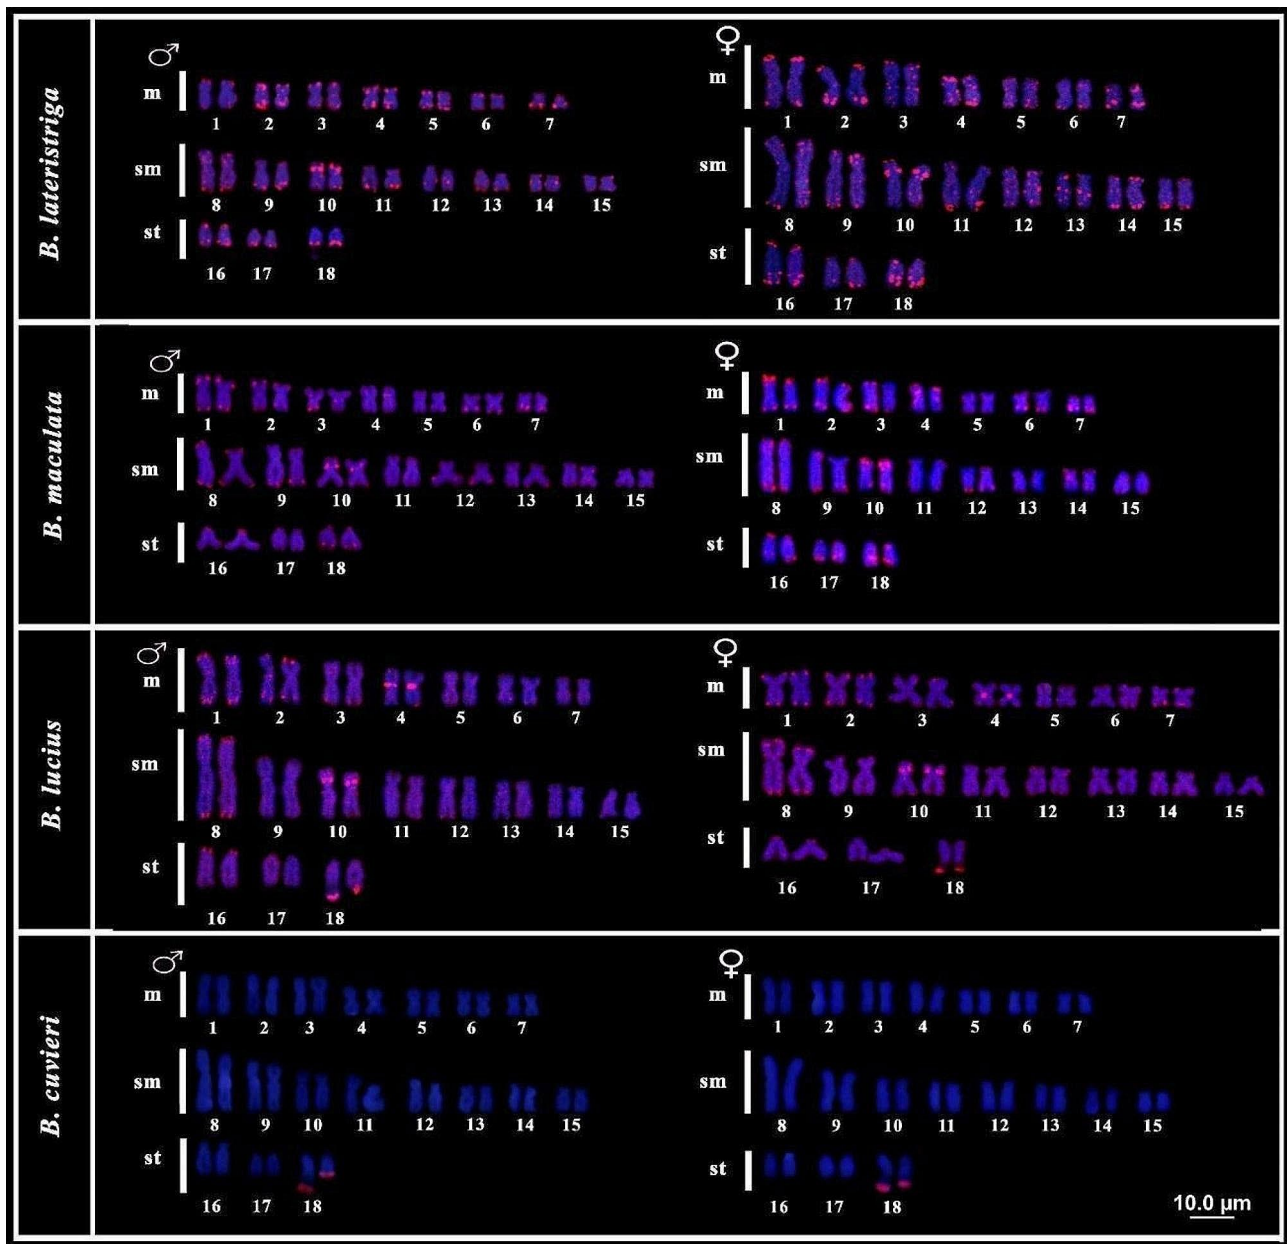 B. lateristriga
♂
m
1 2 3 4 5 6 7
sm
8 9 10 11 12 13 14 15
st
16 17 18
♀
m
1 2 3 4 5 6 7
sm
8 9 10 11 12 13 14 15
st
16 17 18
B. maculata
♂
m
1 2 3 4 5 6 7
sm
8 9 10 11 12 13 14 15
st
16 17 18
♀
m
1 2 3 4 5 6 7
sm
8 9 10 11 12 13 14 15
st
16 17 18
B. lucius
♂
m
1 2 3 4 5 6 7
sm
8 9 10 11 12 13 14 15
st
16 17 18
♀
m
1 2 3 4 5 6 7
sm
8 9 10 11 12 13 14 15
st
16 17 18
B. cuvieri
♂
m
1 2 3 4 5 6 7
sm
8 9 10 11 12 13 14 15
st
16 17 18
♀
m
1 2 3 4 5 6 7
sm
8 9 10 11 12 13 14 15
st
16 17 18
10.0 µm